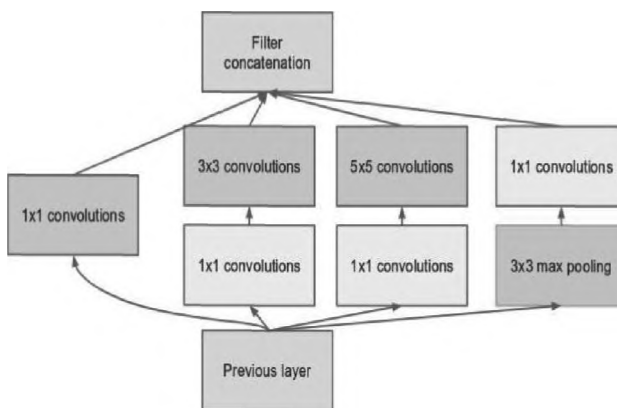 Filter
concatenation
3x3 convolutions
5x5 convolutions
1x1 convolutions
1x1 convolutions
1x1 convolutions
1x1 convolutions
3x3 max pooling
Previous layer